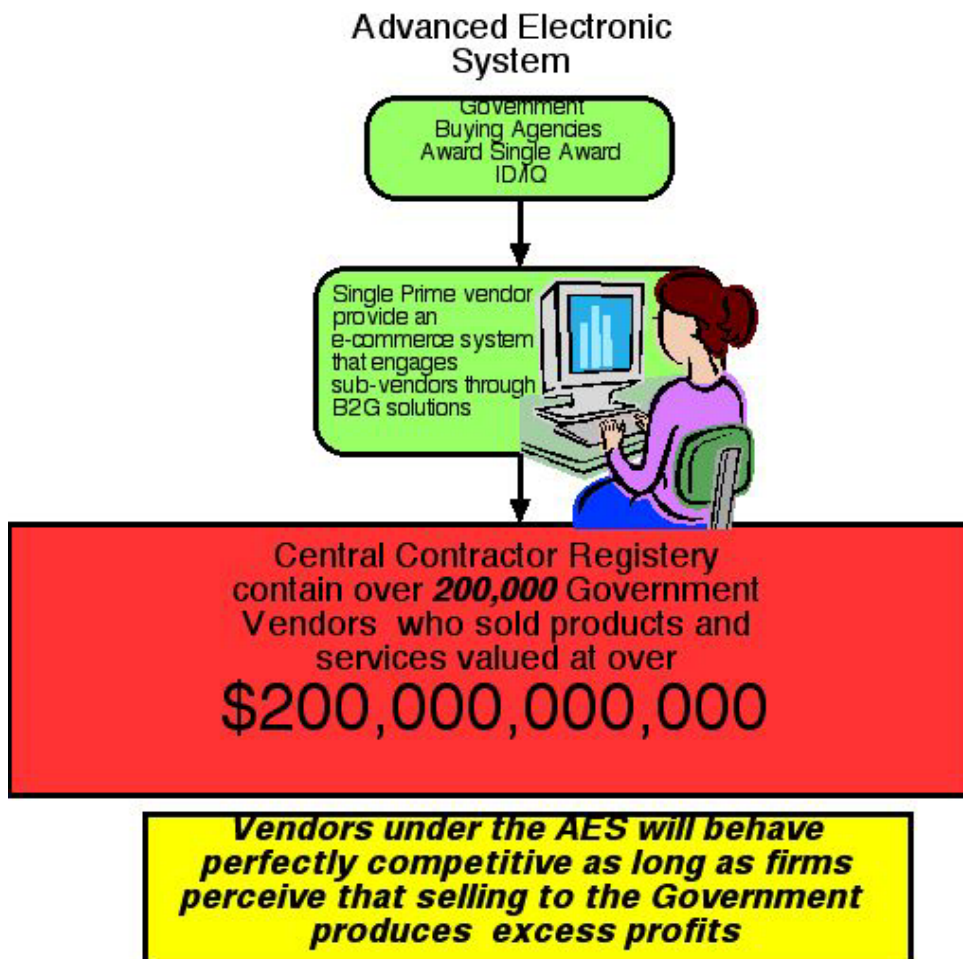 Advanced Electronic
System
Government
Buying Agencies
Award Single Award
ID/IQ
Single Prime vendor
provide an
e-commerce system
that engages
sub-vendors through
B2G solutions
Central Contractor Registery
contain over 200,000 Government
Vendors who sold products and
services valued at over
$200,000,000,000
Vendors under the AES will behave
perfectly competitive as long as firms
perceive that selling to the Government
produces excess profits